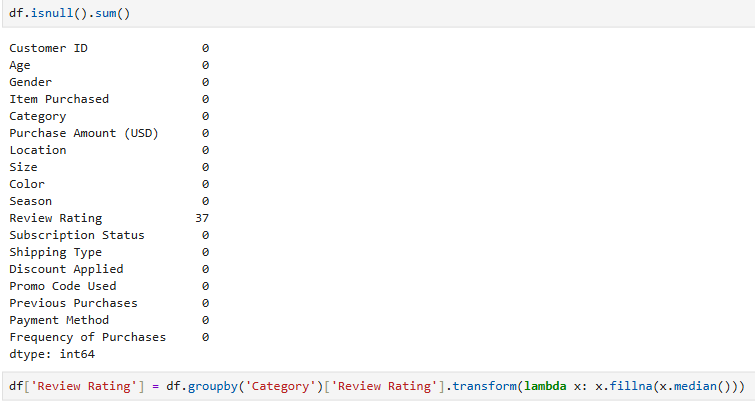 df.isnull().sum()
Customer ID 0
Age 0
Gender 0
Item Purchased 0
Category 0
Purchase Amount (USD) 0
Location 0
Size 0
Color 0
Season 0
Review Rating 37
Subscription Status 0
Shipping Type 0
Discount Applied 0
Promo Code Used 0
Previous Purchases 0
Payment Method 0
Frequency of Purchases 0
dtype: int64
df['Review Rating'] = df.groupby('Category')['Review Rating'].transform(lambda x: x.fillna(x.median()))